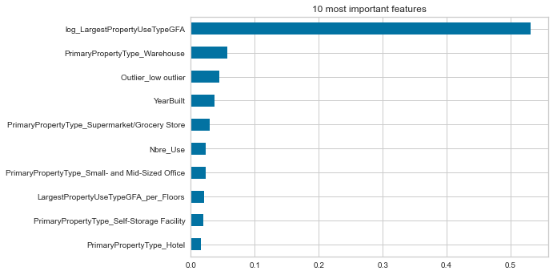 10 most important features
log_LargestPropertyUseTypeGFA
PrimaryPropertyType_Warehouse
Outlier_low outlier
YearBuilt
PrimaryPropertyType_Supermarket/Grocery Store
Nbre_Use
PrimaryPropertyType_Small- and Mid-Sized Office
LargestPropertyUseTypeGFA_per_Floors
PrimaryPropertyType_Self-Storage Facility
PrimaryPropertyType_Hotel
0.0 0.1 0.2 0.3 0.4 0.5